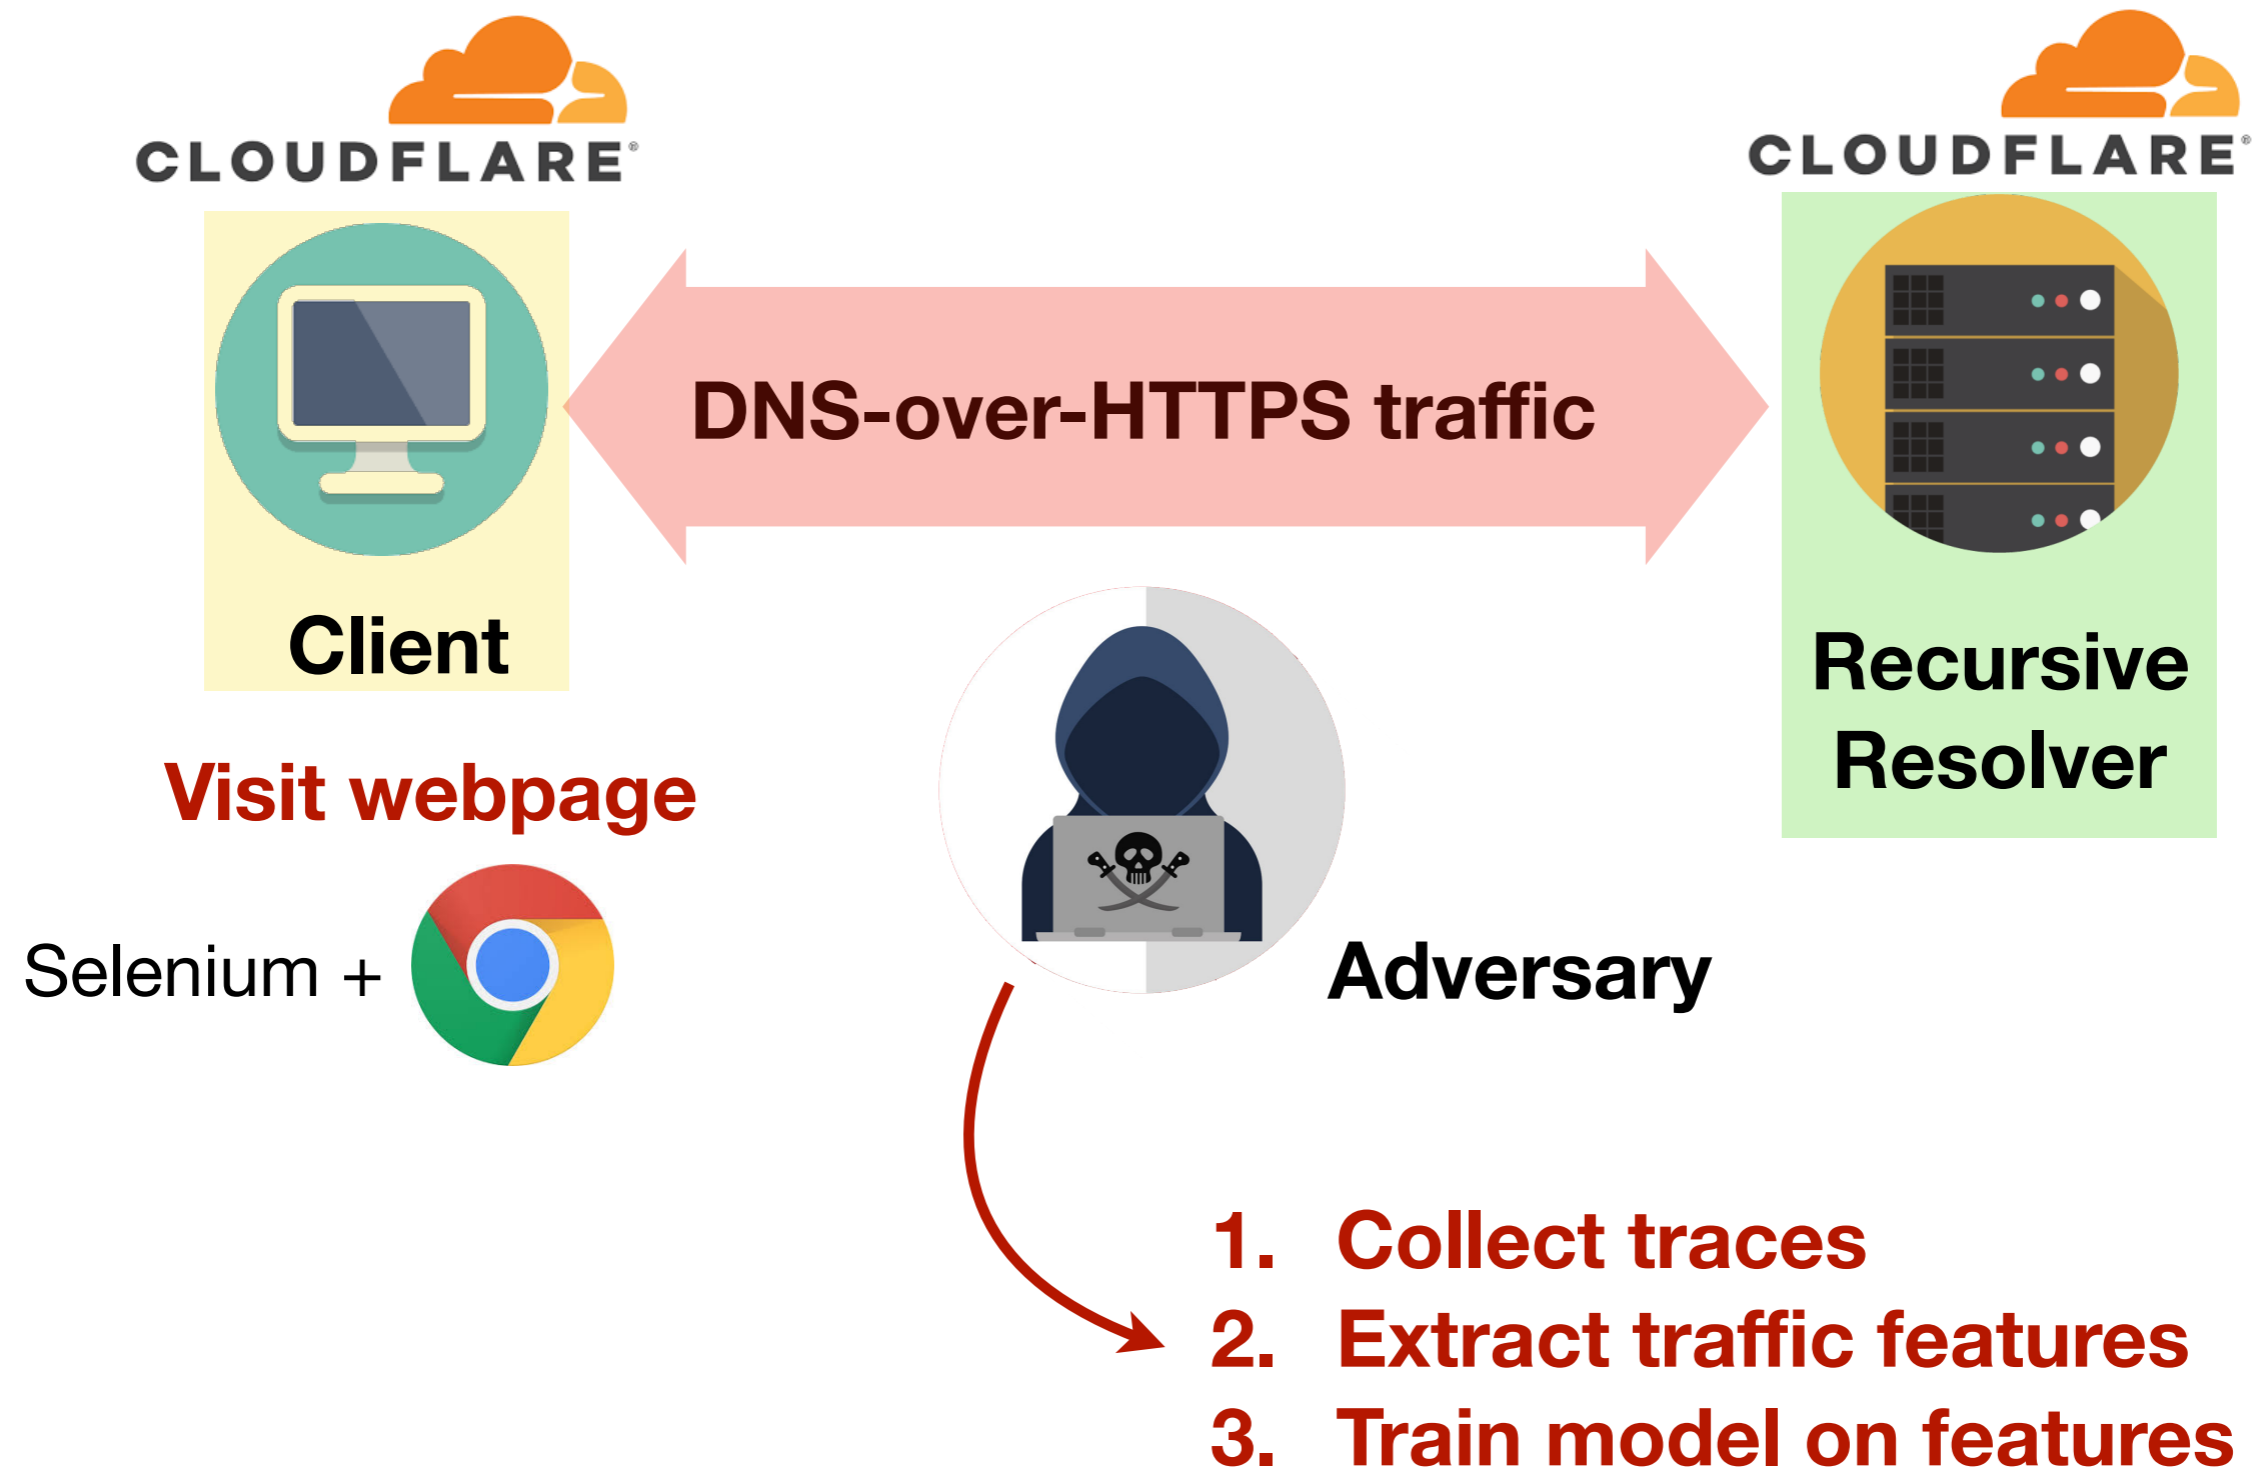 CLOUDFLARE®
CLOUDFLARE®
DNS-over-HTTPS traffic
Client
Recursive
Resolver
Visit webpage
Selenium +
Adversary
1. Collect traces
2. Extract traffic features
3. Train model on features